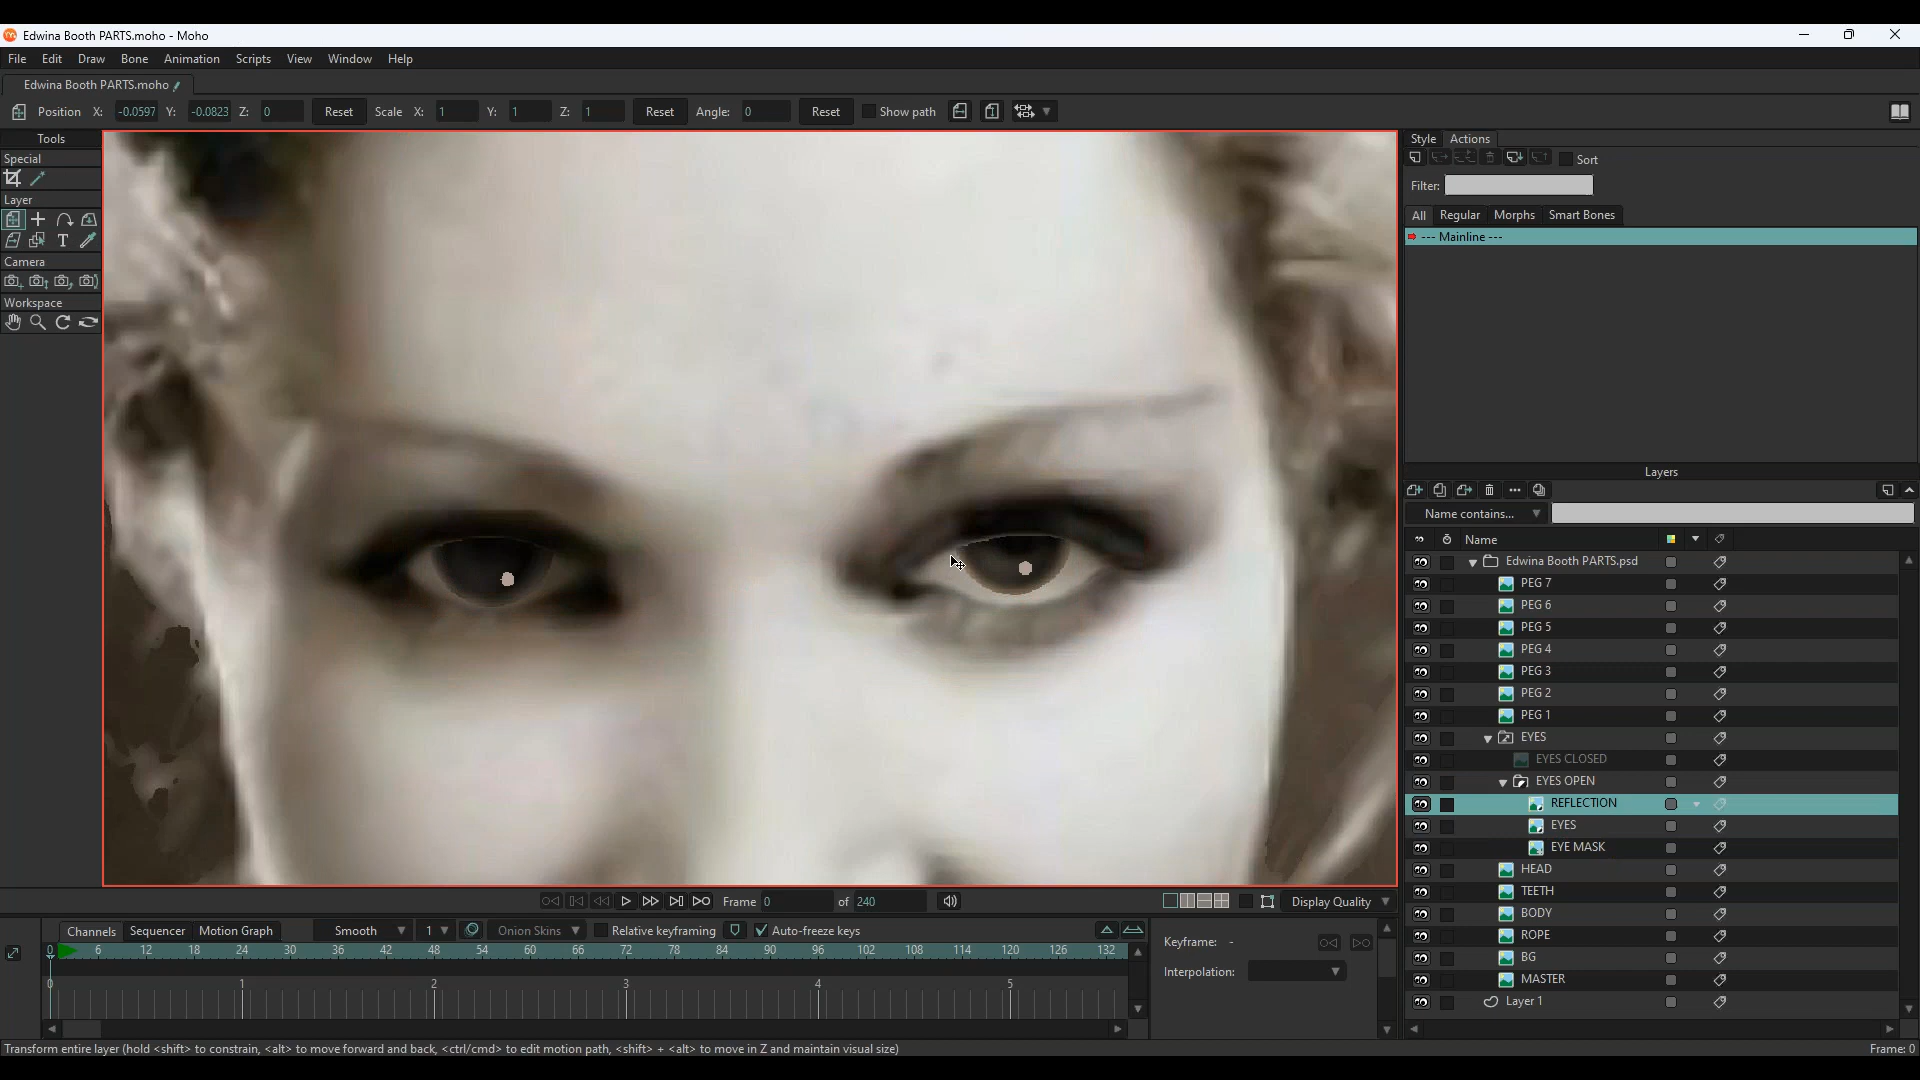 Edwina Booth PARTS.moho - Moho
File Edit Draw Bone Animation Scripts View Window Help
Edwina Booth PARTS.moho
Position X: -0.0597 Y: -0.0823 Z: 0 Reset Scale X: 1 Y: 1 Z: 1 Reset Angle: 0 Reset Show path
Tools
Special
Layer
T
Camera
Workspace
Style Actions
Sort
Filter:
All Regular Morphs Smart Bones
--- Mainline ---
Layers
Name contains...
Name
Edwina Booth PARTS.psd
PEG 7
PEG 6
PEG 5
PEG 4
PEG 3
PEG 2
PEG 1
EYES
EYES CLOSED
EYES OPEN
REFLECTION
EYES
EYE MASK
HEAD
TEETH
BODY
ROPE
BG
MASTER
Layer 1
Frame 0 of 240 Display Quality
Channels Sequencer Motion Graph Smooth 1 Onion Skins Relative keyframing Auto-freeze keys
0 6 12 18 24 30 36 42 48 54 60 66 72 78 84 90 96 102 108 114 120 126 132
0 1 2 3 4 5
Keyframe: -
Interpolation:
Transform entire layer (hold <shift> to constrain, <alt> to move forward and back, <ctrl/cmd> to edit motion path, <shift> + <alt> to move in Z and maintain visual size)
Frame: 0